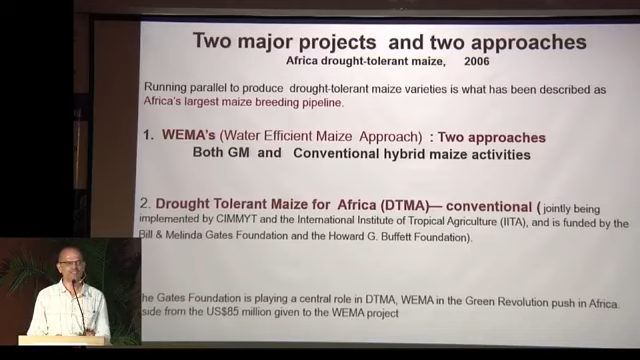 Two major projects and two approaches
Africa drought-tolerant maize, 2006
Running parallel to produce drought-tolerant maize varieties is what has been described as
Africa's largest maize breeding pipeline.
1. WEMA's (Water Efficient Maize Approach) : Two approaches
Both GM and Conventional hybrid maize activities
2. Drought Tolerant Maize for Africa (DTMA)— conventional ( jointly being
implemented by CIMMYT and the International Institute of Tropical Agriculture (IITA), and is funded by the
Bill & Melinda Gates Foundation and the Howard G. Buffett Foundation).
he Gates Foundation is playing a central role in DTMA, WEMA in the Green Revolution push in Africa.
side from the US$85 million given to the WEMA project